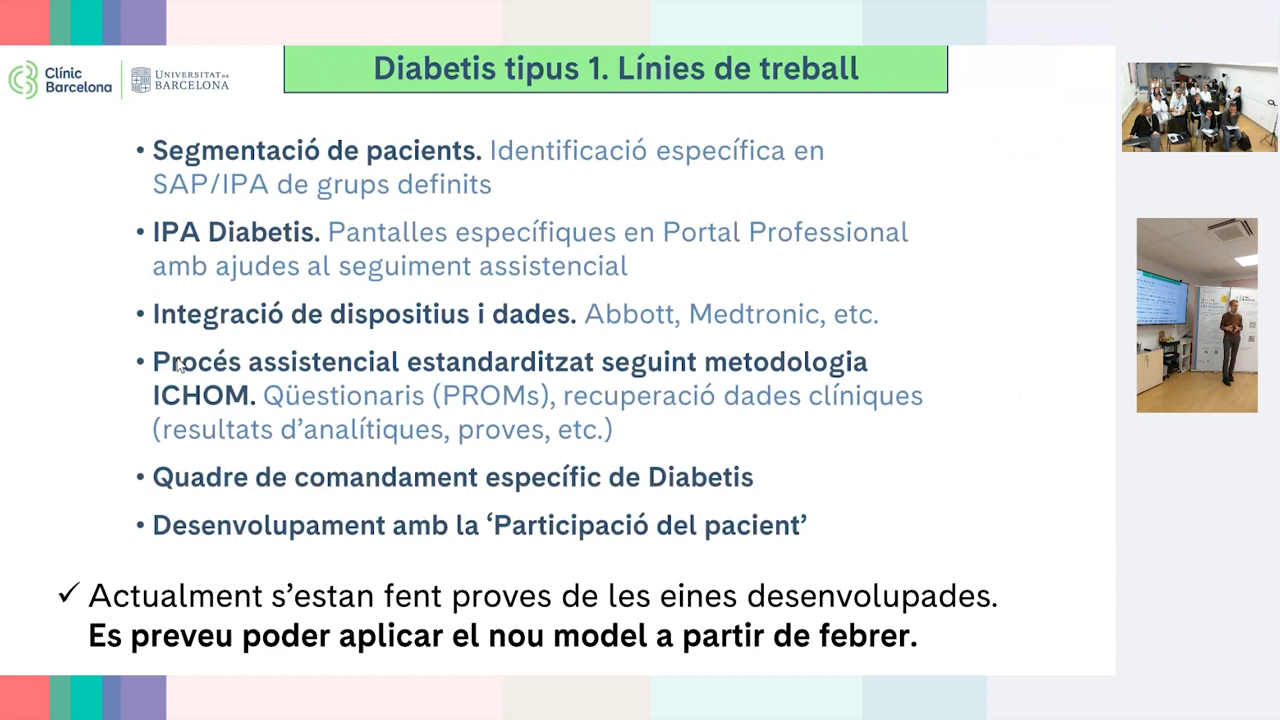 Clínic
Barcelona
UNIVERSITAT DE
BARCELONA
Diabetis tipus 1. Línies de treball
• Segmentació de pacients. Identificació específica en
SAP/IPA de grups definits
• IPA Diabetis. Pantalles específiques en Portal Professional
amb ajudes al seguiment assistencial
• Integració de dispositius i dades. Abbott, Medtronic, etc.
• Procés assistencial estandarditzat seguint metodologia
ICHOM. Qüestionaris (PROMs), recuperació dades clíniques
(resultats d’analítiques, proves, etc.)
• Quadre de comandament específic de Diabetis
• Desenvolupament amb la ‘Participació del pacient’
✓ Actualment s’estan fent proves de les eines desenvolupades.
Es preveu poder aplicar el nou model a partir de febrer.